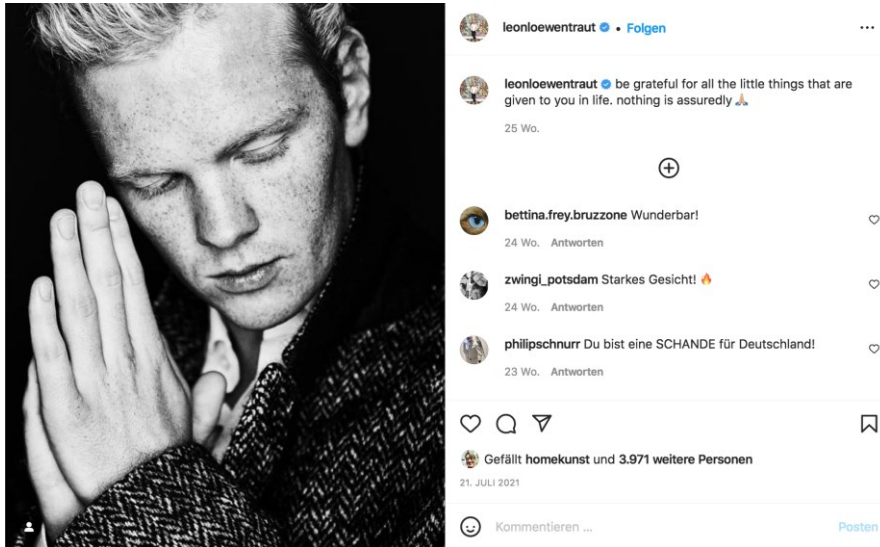 leonloewentraut • Folgen
leonloewentraut be grateful for all the little things that are
given to you in life. nothing is assuredly 🙏🏼
25 Wo.
bettina.frey.bruzzone Wunderbar!
24 Wo. Antworten
zwingi_potsdam Starkes Gesicht! 🔥
24 Wo. Antworten
philipschnurr Du bist eine SCHANDE für Deutschland!
23 Wo. Antworten
Gefällt homekunst und 3.971 weitere Personen
21. JULI 2021
Kommentieren ...
Posten